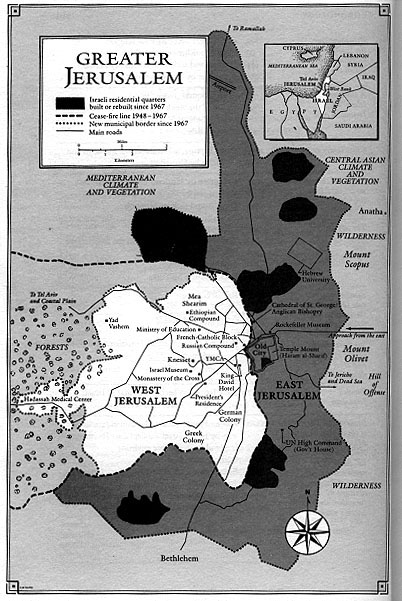 To Ramallah
GREATER
JERUSALEM
Israeli residential quarters
built or rebuilt since 1967
Cease-fire line 1948–1967
New municipal border since 1967
Main roads
Miles
Kilometers
CYPRUS
MEDITERRANEAN SEA
LEBANON
SYRIA
IRAQ
Tel Aviv
JERUSALEM
West Bank
ISRAEL
EGYPT
SAUDI ARABIA
Airport
MEDITERRANEAN
CLIMATE
AND VEGETATION
CENTRAL ASIAN
CLIMATE
AND
VEGETATION
Anatha
WILDERNESS
Mount
Scopus
Hebrew
University
To Tel Aviv
and Coastal Plain
Mea
Shearim
Ethiopian
Compound
Cathedral of St. George
Anglican Bishopry
Yad
Vashem
Ministry of Education
Rockefeller Museum
French-Catholic Block
Russian Compound
Approach from the east
FORESTS
Knesset
YMCA
Old
City
Temple Mount
(Haram al-Sharif)
Mount
Olivet
Israel Museum
Monastery of the Cross
King
David
Hotel
To Jericho
and Dead Sea
Hill
of
Offense
Hadassah Medical Center
WEST
JERUSALEM
President's
Residence
EAST
JERUSALEM
German
Colony
Greek
Colony
UN High Command
(Gov't House)
WILDERNESS
N
Bethlehem